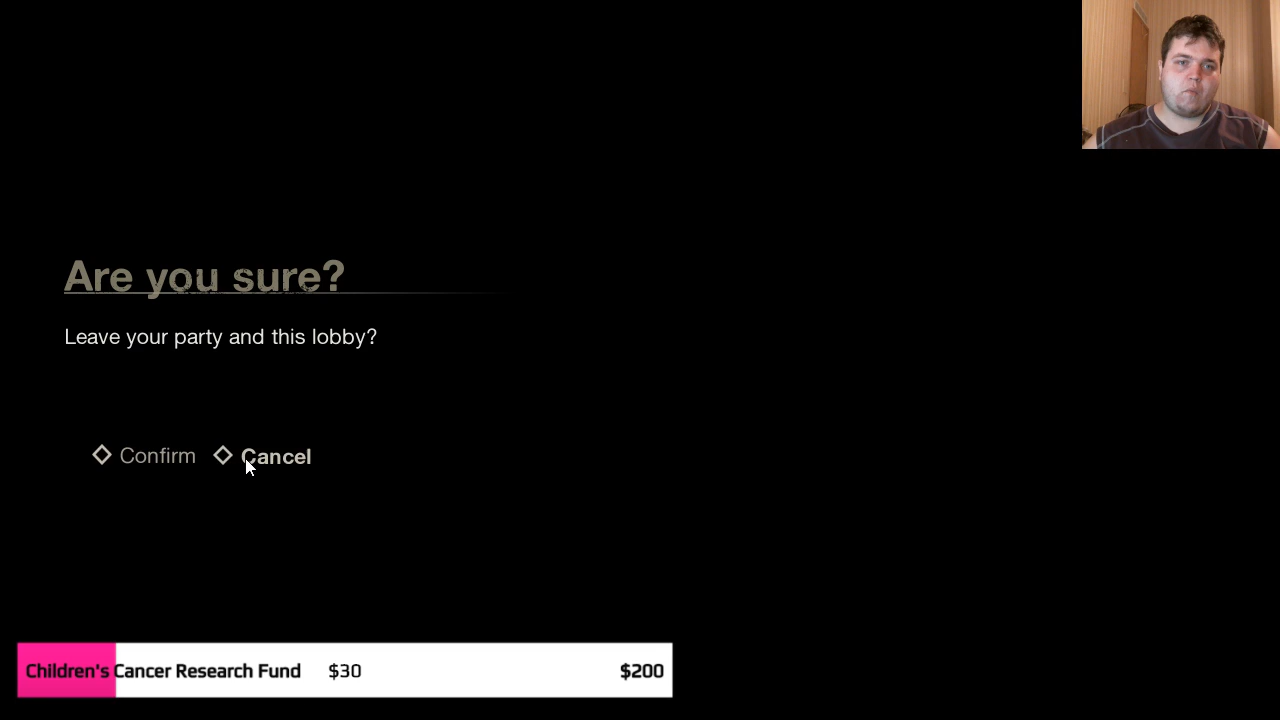 Are you sure?
Leave your party and this lobby?
Confirm Cancel
Children's Cancer Research Fund $30 $200